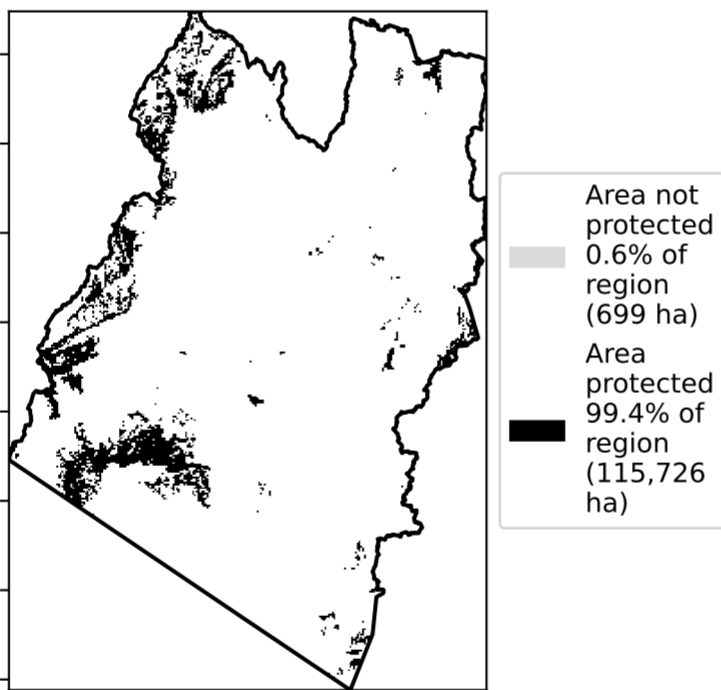 Area not
protected
0.6% of
region
(699 ha)
Area
protected
99.4% of
region
(115,726
ha)